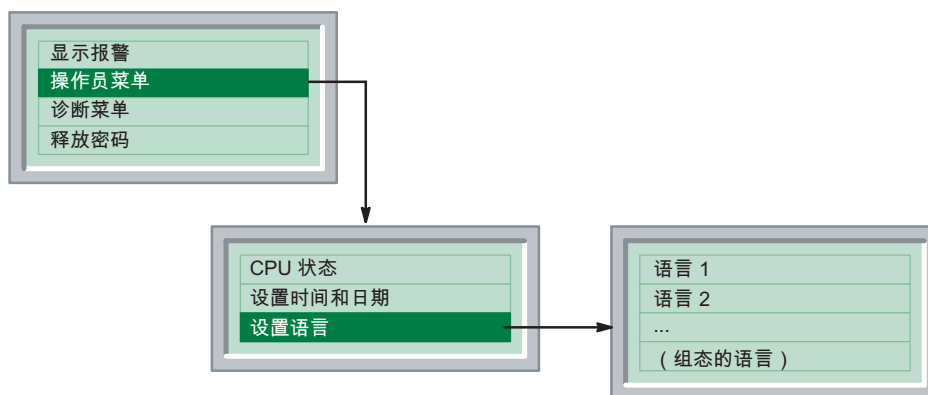 显示报警
操作员菜单
诊断菜单
释放密码
CPU 状态
设置时间和日期
设置语言
语言 1
语言 2
...
（组态的语言）